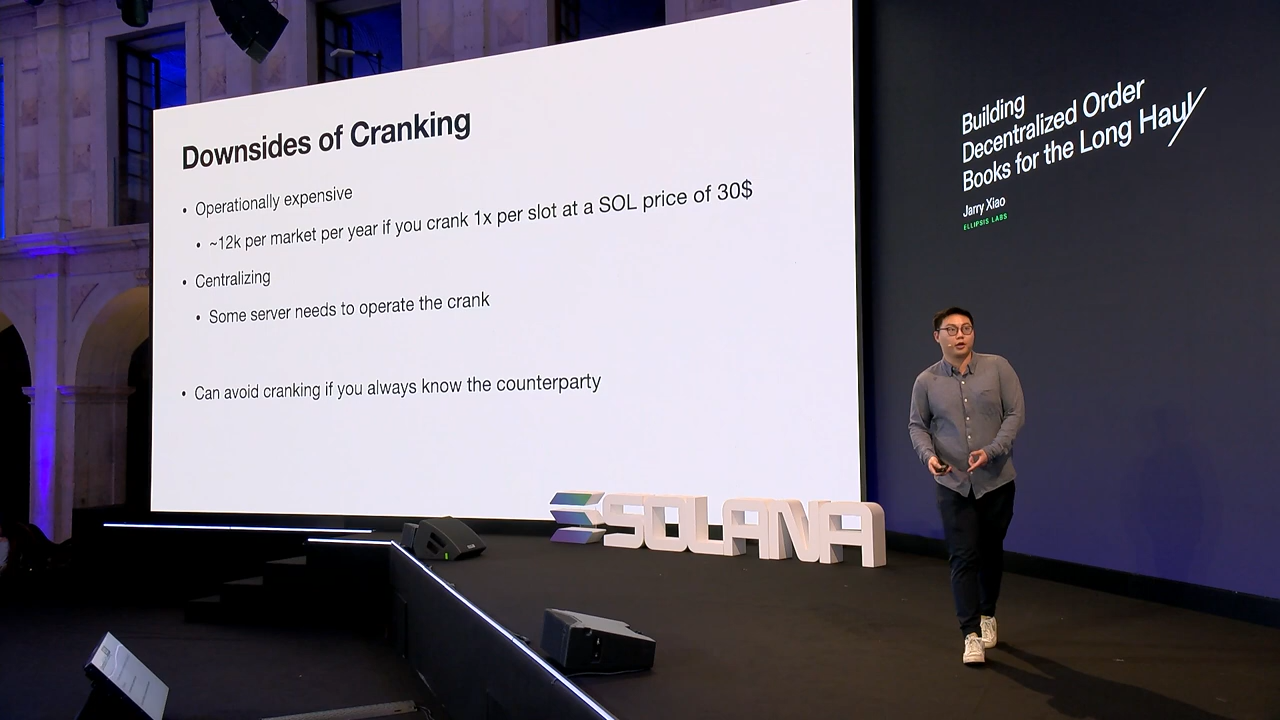 Downsides of Cranking
• Operationally expensive
• ~12k per market per year if you crank 1x per slot at a SOL price of 30$
• Centralizing
• Some server needs to operate the crank
• Can avoid cranking if you always know the counterparty
Building
Decentralized Order
Books for the Long Haul
Jarry Xiao
ELLIPSIS LABS
SOLANA